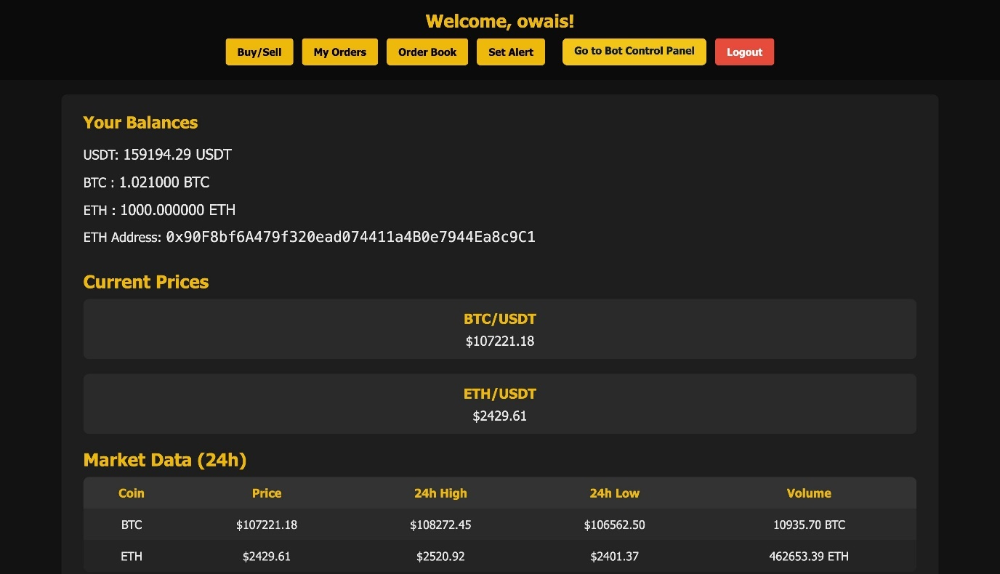 Welcome, owais!
Buy/Sell My Orders Order Book Set Alert Go to Bot Control Panel Logout
Your Balances
USDT: 159194.29 USDT
BTC : 1.021000 BTC
ETH : 1000.000000 ETH
ETH Address: 0x90F8bf6A479f320ead074411a4B0e7944Ea8c9C1
Current Prices
BTC/USDT
$107221.18
ETH/USDT
$2429.61
Market Data (24h)
Coin Price 24h High 24h Low Volume
BTC $107221.18 $108272.45 $106562.50 10935.70 BTC
ETH $2429.61 $2520.92 $2401.37 462653.39 ETH